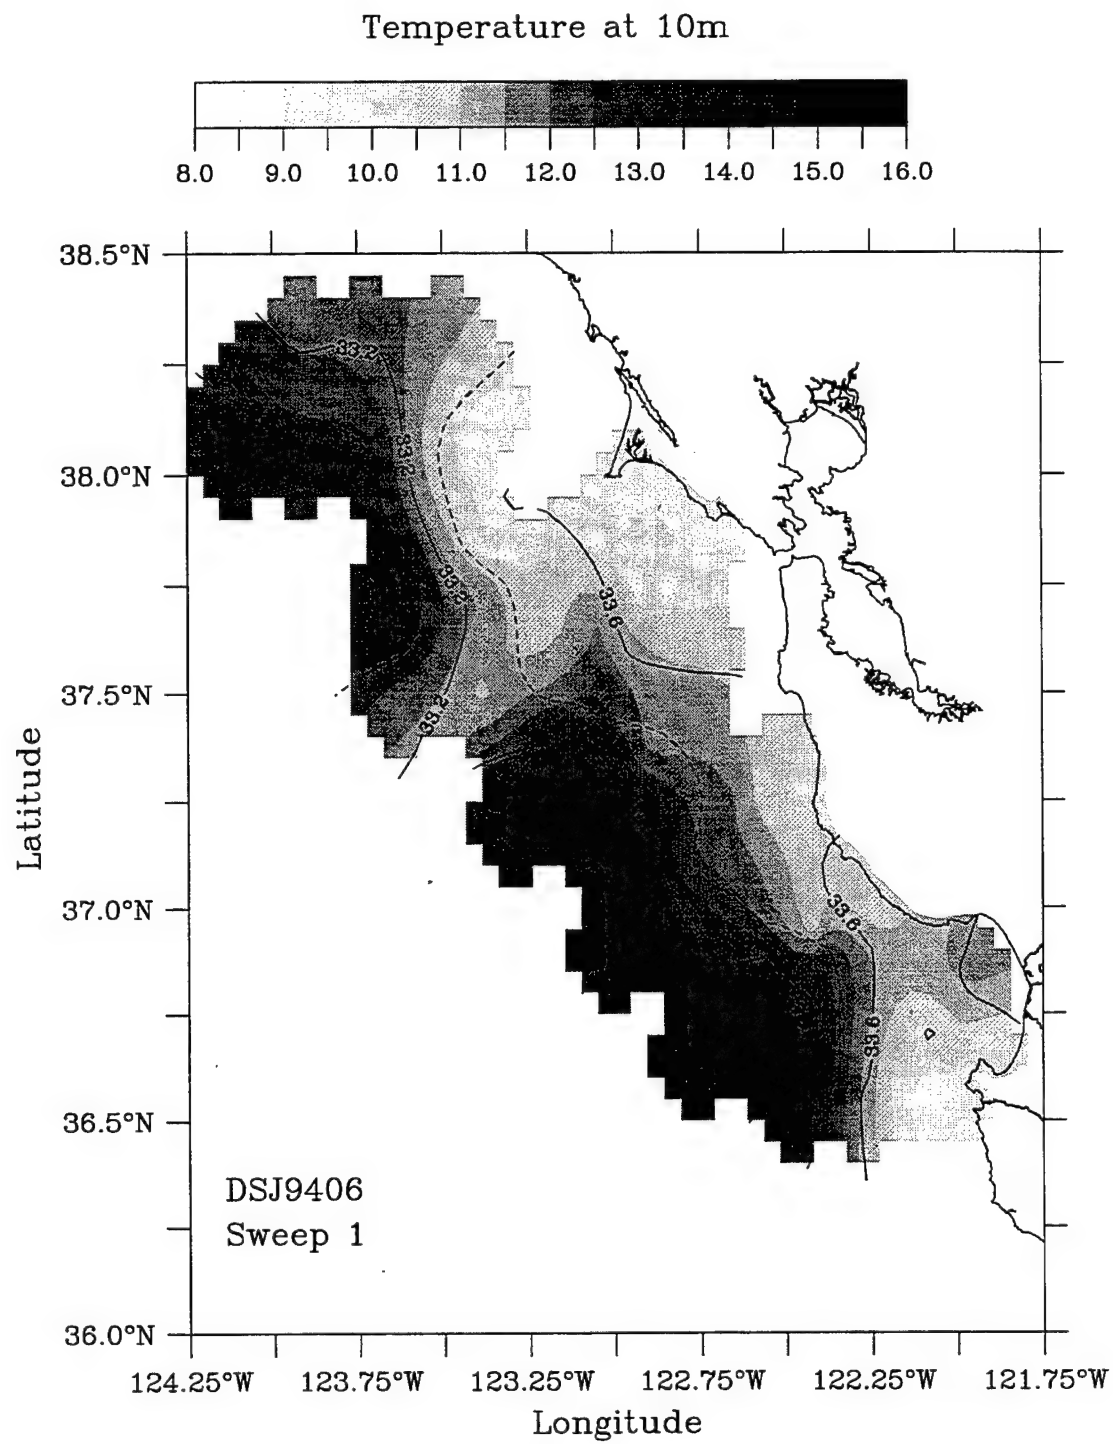 Temperature at 10m
8.0 9.0 10.0 11.0 12.0 13.0 14.0 15.0 16.0
38.5°N
33.2
38.0°N
33.2
33.2
33.6
37.5°N
33.2
Latitude
37.0°N
33.6
33.6
36.5°N
DSJ9406
Sweep 1
36.0°N
124.25°W 123.75°W 123.25°W 122.75°W 122.25°W 121.75°W
Longitude